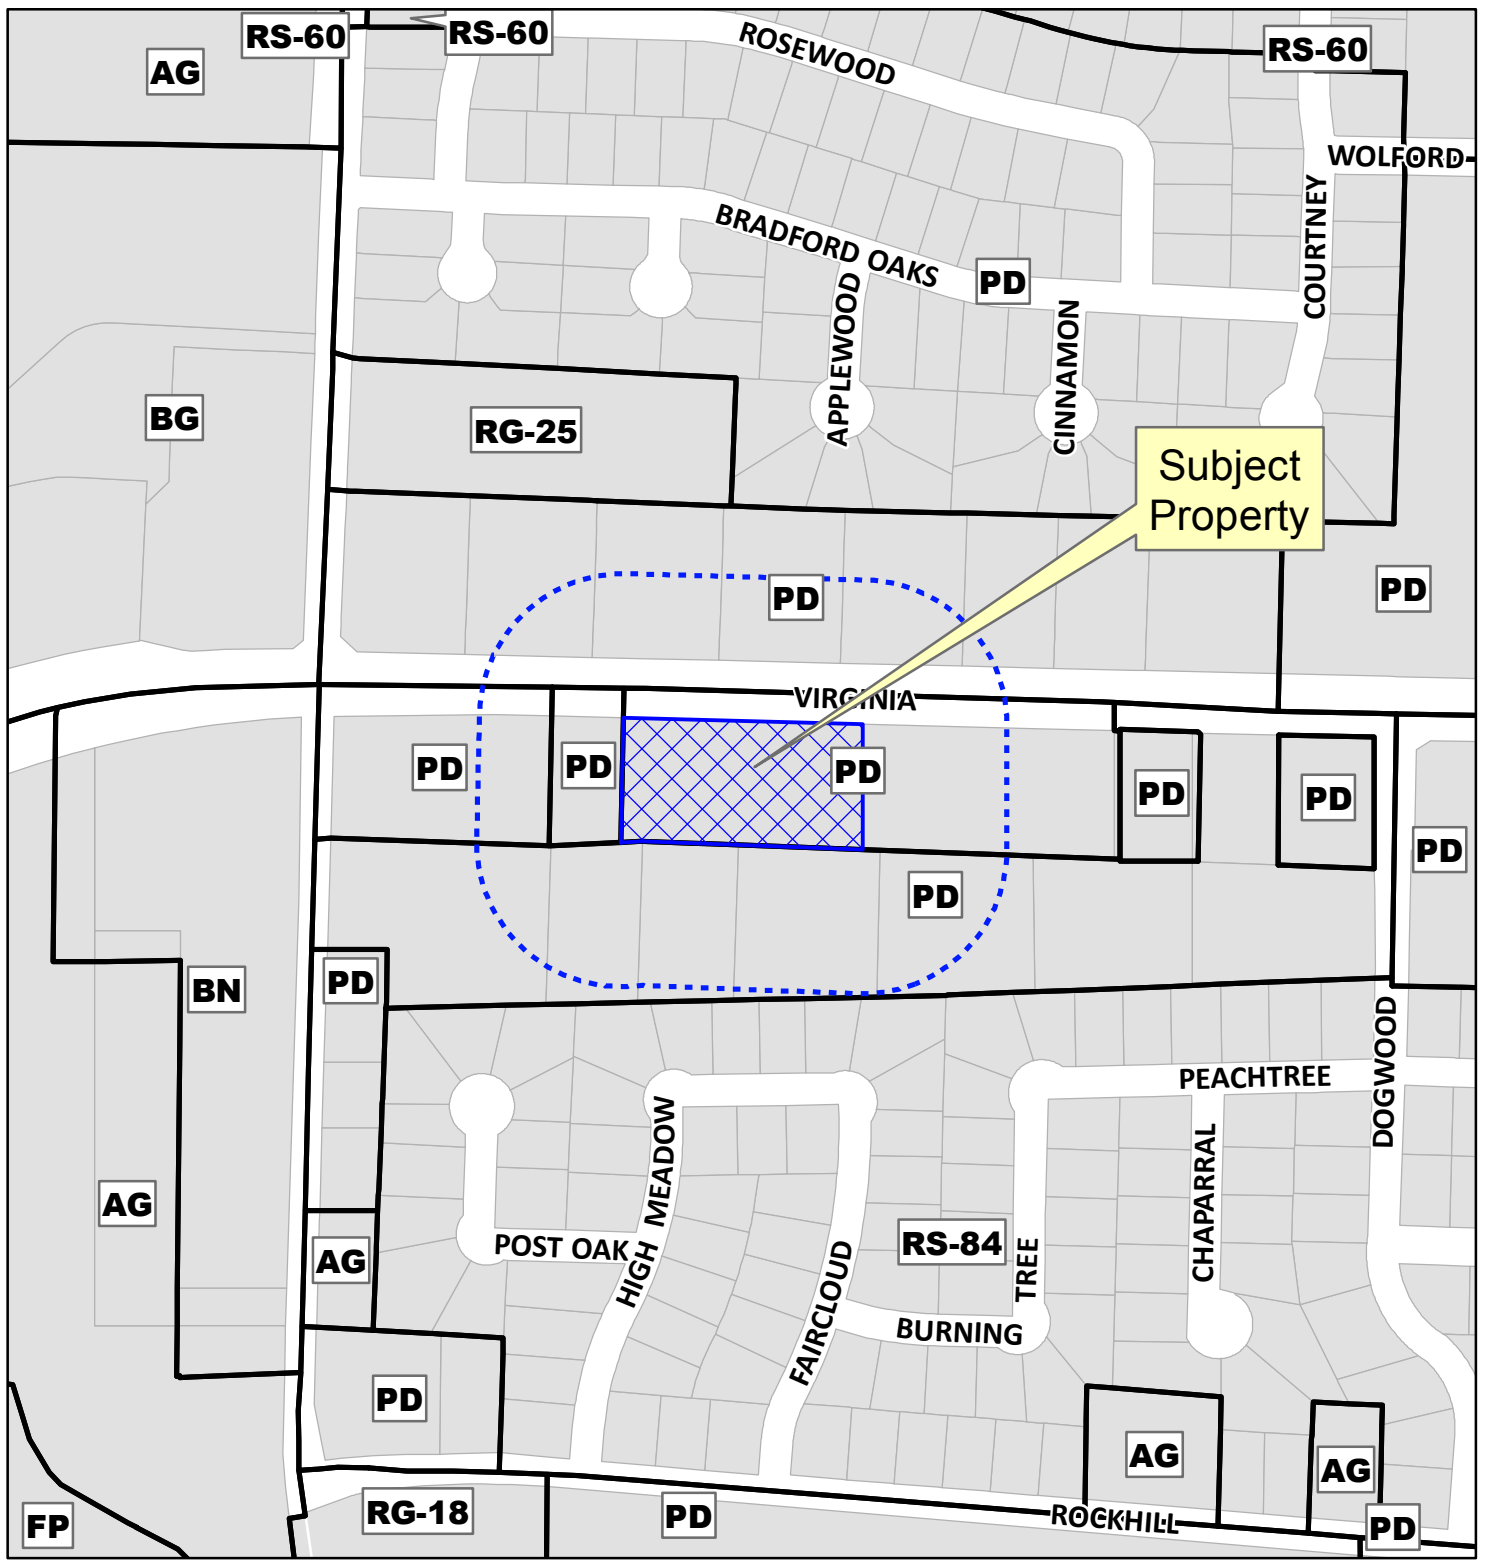 RS-60
RS-60
RS-60
AG
ROSEWOOD
WOLFORD
COURTNEY
BRADFORD OAKS
PD
APPLEWOOD
CINNAMON
BG
RG-25
Subject
Property
PD
PD
VIRGINIA
PD
PD
PD
PD
PD
PD
PD
BN
PD
DOGWOOD
PEACHTREE
HIGH MEADOW
CHAPARRAL
AG
AG
POST OAK
RS-84
TREE
FAIRCLOUD
BURNING
PD
AG
AG
FP
RG-18
PD
ROCKHILL
PD